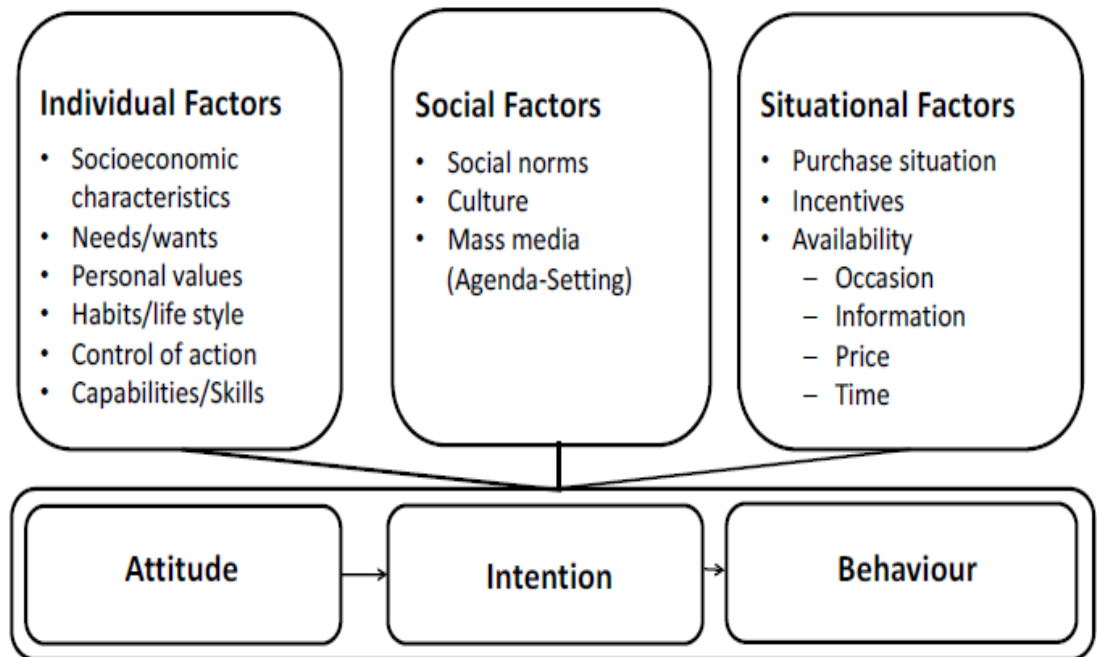 Individual Factors
• Socioeconomic
characteristics
• Needs/wants
• Personal values
• Habits/life style
• Control of action
• Capabilities/Skills
Social Factors
• Social norms
• Culture
• Mass media
(Agenda-Setting)
Situational Factors
• Purchase situation
• Incentives
• Availability
– Occasion
– Information
– Price
– Time
Attitude
Intention
Behaviour